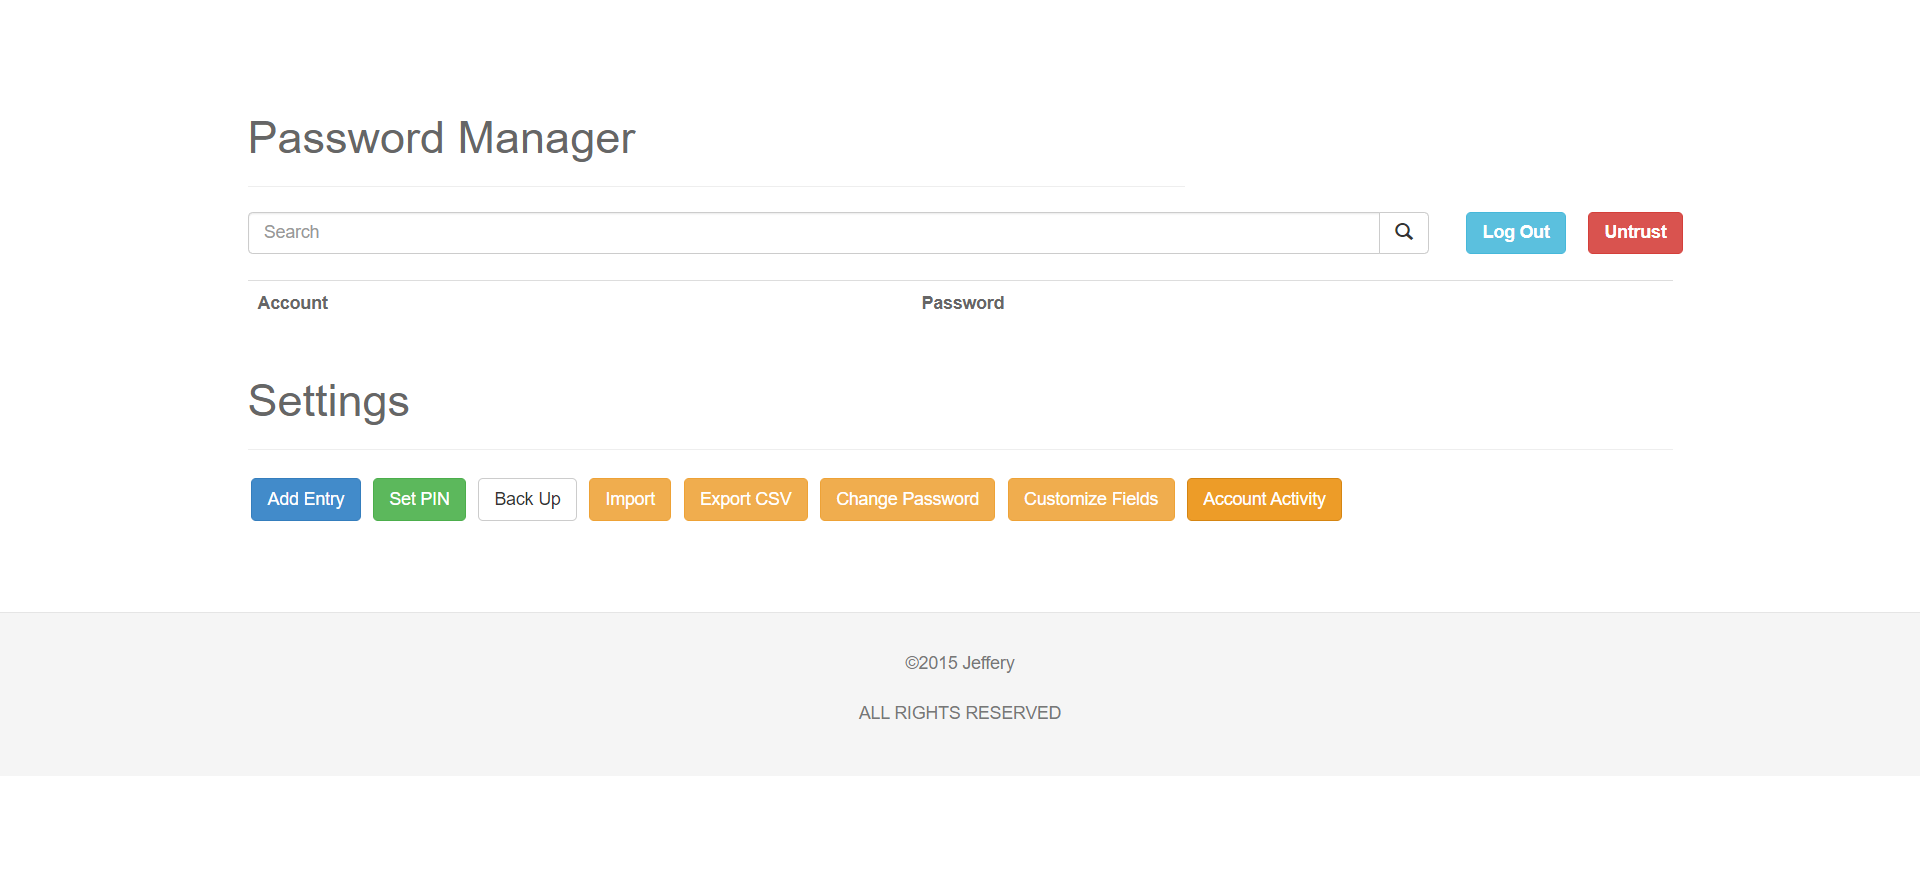 Password Manager
Search
Log Out
Untrust
Account Password
Settings
Add Entry Set PIN Back Up Import Export CSV Change Password Customize Fields Account Activity
©2015 Jeffery
ALL RIGHTS RESERVED